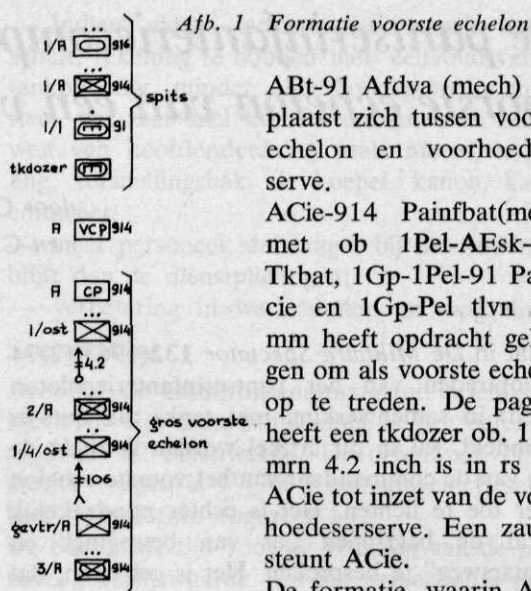 Afb. 1 Formatie voorste echelon
1/A 916
1/A 914
spits
1/1 91
tkdozer
A VCP 914
A CP 914
1/ost 914
4.2
2/A 914
gros voorste echelon
1/4/ost 914
106
gevtr/A 914
3/A 914
ABt-91 Afdva (mech)
plaatst zich tussen voo
echelon en voorhoed
serve.
ACie-914 Painfbat(me
met ob 1Pel-AEsk-
Tkbat, 1Gp-1Pel-91 Pa
cie en 1Gp-Pel tlvn
mm heeft opdracht gek
gen om als voorste eche
op te treden. De pag
heeft een tkdozer ob. 1
mrn 4.2 inch is in rs
ACie tot inzet van de vo
hoedeserserve. Een zau
steunt ACie.
De formatie, waarin A